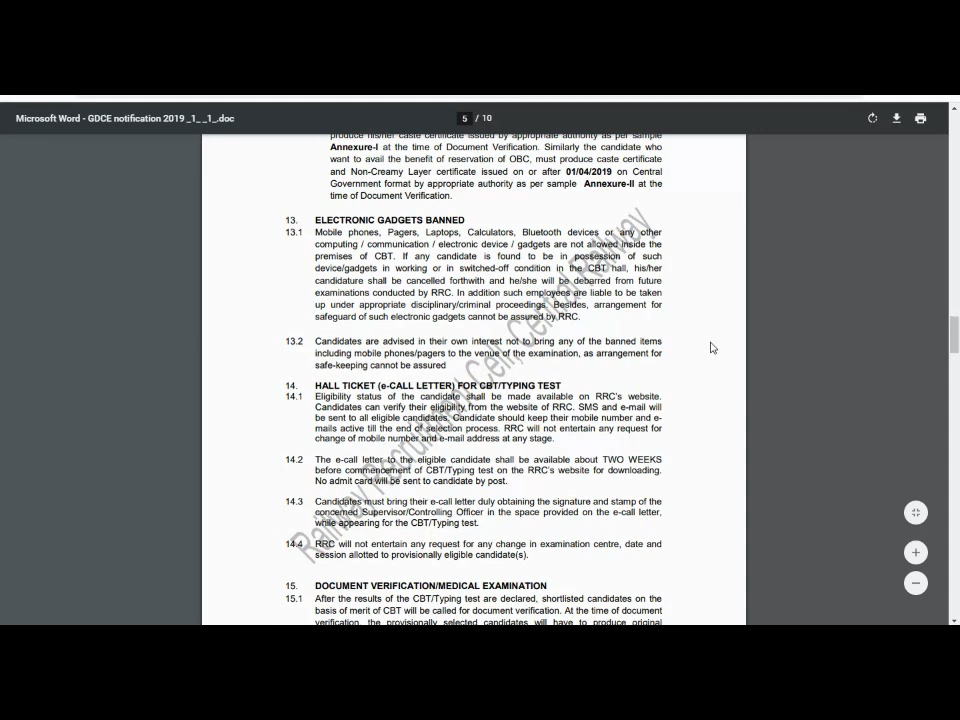 Microsoft Word - GDCE notification 2019 _1_ _1_.doc
5 / 10
produce his/her caste certificate issued by appropriate authority as per sample
Annexure-I at the time of Document Verification. Similarly the candidate who
want to avail the benefit of reservation of OBC, must produce caste certificate
and Non-Creamy Layer certificate issued on or after 01/04/2019 on Central
Government format by appropriate authority as per sample Annexure-II at the
time of Document Verification.
13. ELECTRONIC GADGETS BANNED
13.1 Mobile phones, Pagers, Laptops, Calculators, Bluetooth devices or any other
computing / communication / electronic device / gadgets are not allowed inside the
premises of CBT. If any candidate is found to be in possession of such
device/gadgets in working or in switched-off condition in the CBT hall, his/her
candidature shall be cancelled forthwith and he/she will be debarred from future
examinations conducted by RRC. In addition such employees are liable to be taken
up under appropriate disciplinary/criminal proceedings. Besides, arrangement for
safeguard of such electronic gadgets cannot be assured by RRC.
13.2 Candidates are advised in their own interest not to bring any of the banned items
including mobile phones/pagers to the venue of the examination, as arrangement for
safe-keeping cannot be assured
14. HALL TICKET (e-CALL LETTER) FOR CBT/TYPING TEST
14.1 Eligibility status of the candidate shall be made available on RRC's website.
Candidates can verify their eligibility from the website of RRC. SMS and e-mail will
be sent to all eligible candidates. Candidate should keep their mobile number and e-
mails active till the end of selection process. RRC will not entertain any request for
change of mobile number and e-mail address at any stage.
14.2 The e-call letter to the eligible candidate shall be available about TWO WEEKS
before commencement of CBT/Typing test on the RRC's website for downloading.
No admit card will be sent to candidate by post.
14.3 Candidates must bring their e-call letter duly obtaining the signature and stamp of the
concerned Supervisor/Controlling Officer in the space provided on the e-call letter,
while appearing for the CBT/Typing test.
14.4 RRC will not entertain any request for any change in examination centre, date and
session allotted to provisionally eligible candidate(s).
15. DOCUMENT VERIFICATION/MEDICAL EXAMINATION
15.1 After the results of the CBT/Typing test are declared, shortlisted candidates on the
basis of merit of CBT will be called for document verification. At the time of document
verification, the provisionally selected candidates will have to produce original
Railway Recruitment Cell, Central Railway